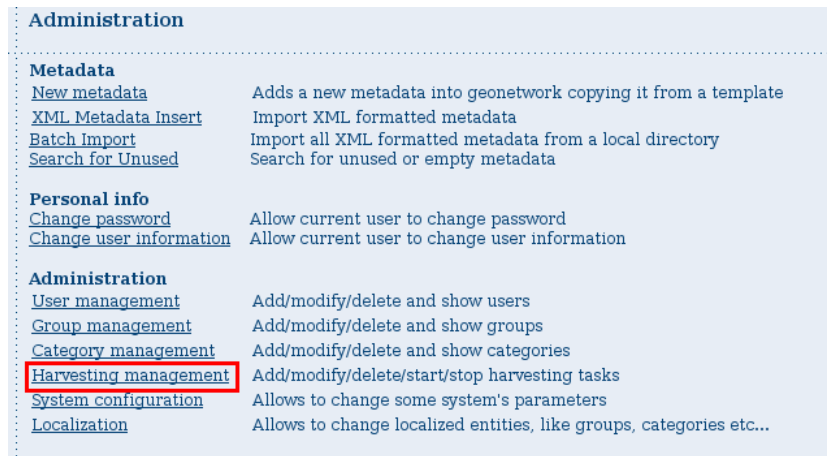 Administration
Metadata
New metadata Adds a new metadata into geonetwork copying it from a template
XML Metadata Insert Import XML formatted metadata
Batch Import Import all XML formatted metadata from a local directory
Search for Unused Search for unused or empty metadata
Personal info
Change password Allow current user to change password
Change user information Allow current user to change user information
Administration
User management Add/modify/delete and show users
Group management Add/modify/delete and show groups
Category management Add/modify/delete and show categories
Harvesting management Add/modify/delete/start/stop harvesting tasks
System configuration Allows to change some system's parameters
Localization Allows to change localized entities, like groups, categories etc...